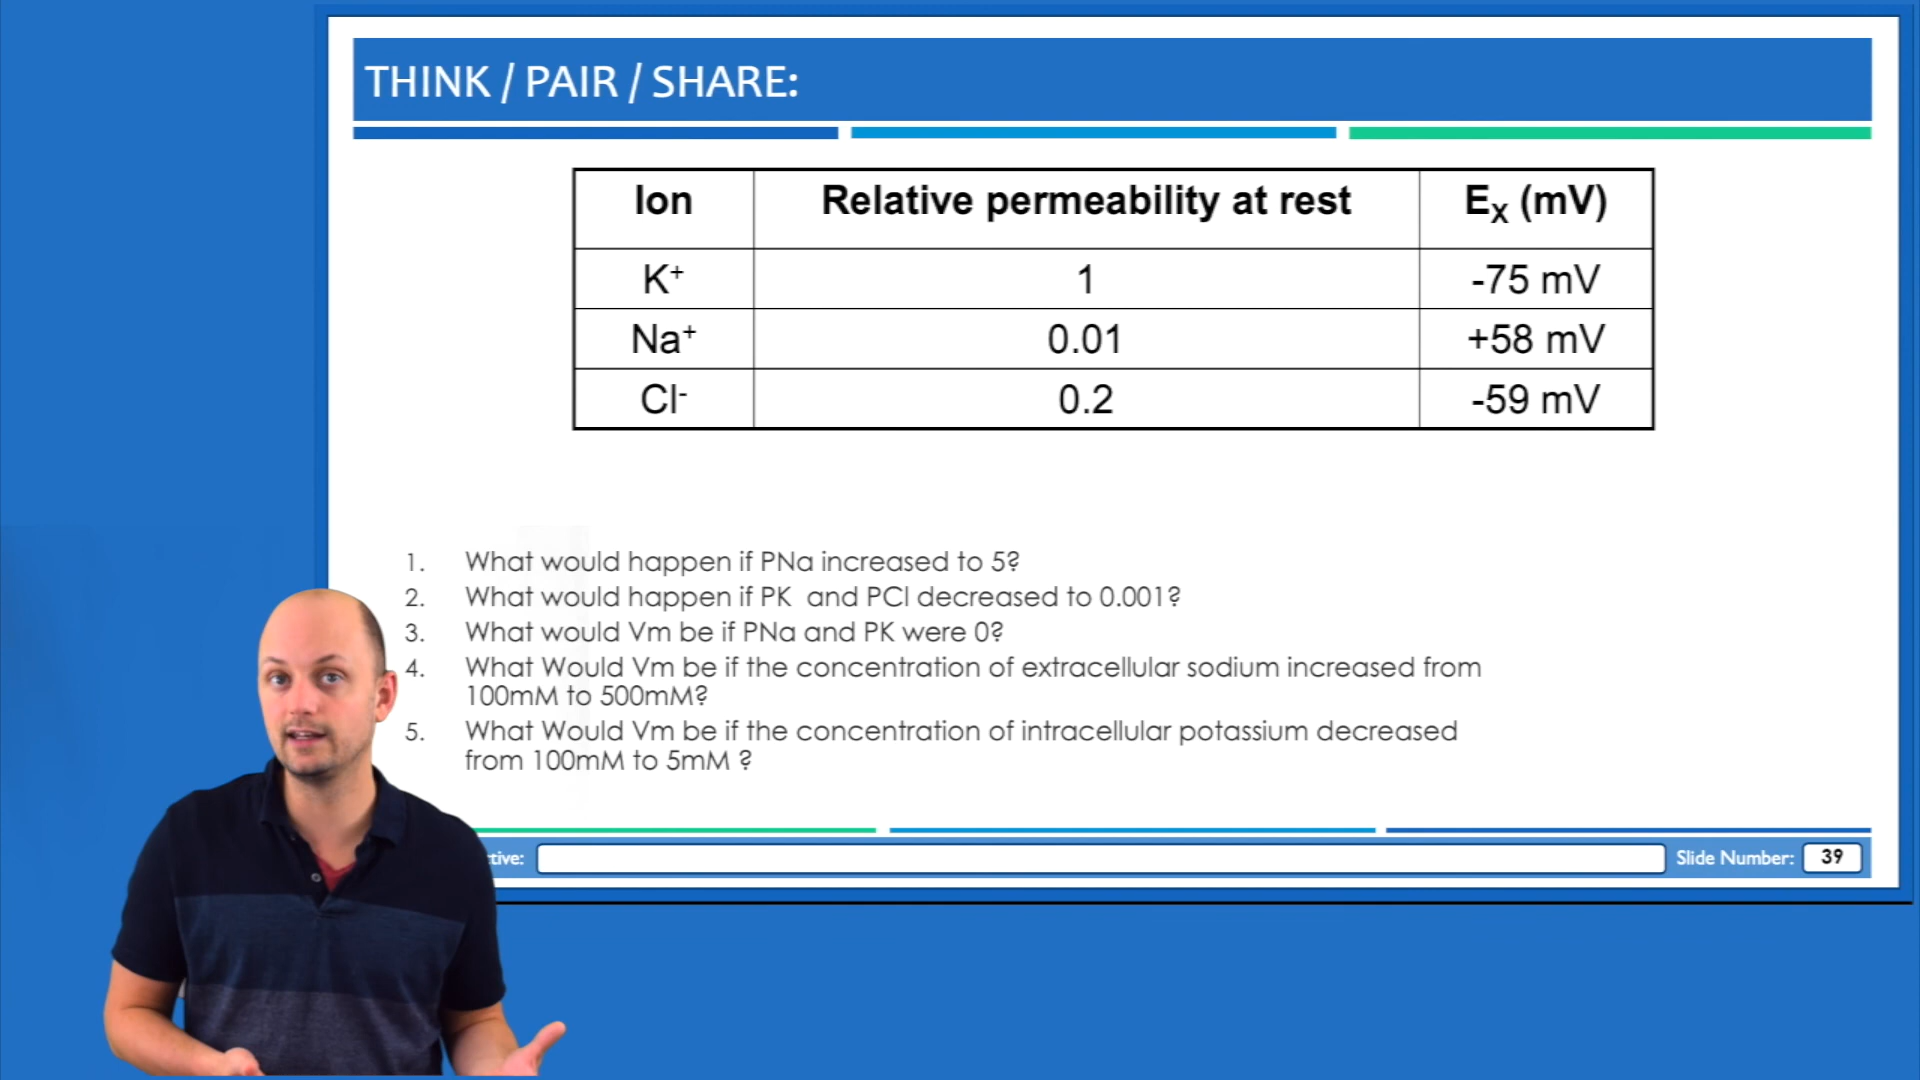 THINK / PAIR / SHARE:
Ion Relative permeability at rest Ex (mV)
K+ 1 -75 mV
Na+ 0.01 +58 mV
Cl- 0.2 -59 mV
1. What would happen if PNa increased to 5?
2. What would happen if PK and PCl decreased to 0.001?
3. What would Vm be if PNa and PK were 0?
4. What Would Vm be if the concentration of extracellular sodium increased from
100mM to 500mM?
5. What Would Vm be if the concentration of intracellular potassium decreased
from 100mM to 5mM ?
Slide Number: 39